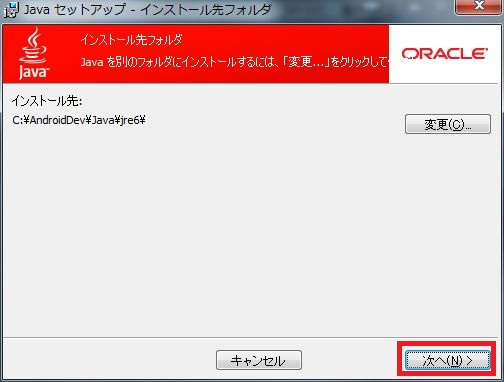 Java セットアップ - インストール先フォルダ
インストール先フォルダ
Java を別のフォルダにインストールするには、「変更...」をクリックして
Java
ORACLE
インストール先:
C:¥AndroidDev¥Java¥jre6¥
変更(C)...
キャンセル
次へ(N) >